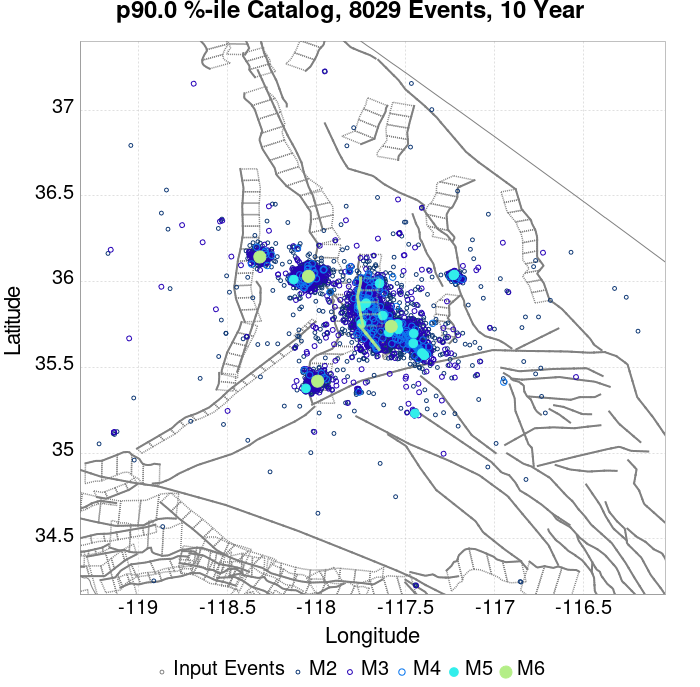 p90.0 %-ile Catalog, 8029 Events, 10 Year
37
36.5
36
35.5
35
34.5
Latitude
-119 -118.5 -118 -117.5 -117 -116.5
Longitude
Input Events M2 M3 M4 M5 M6